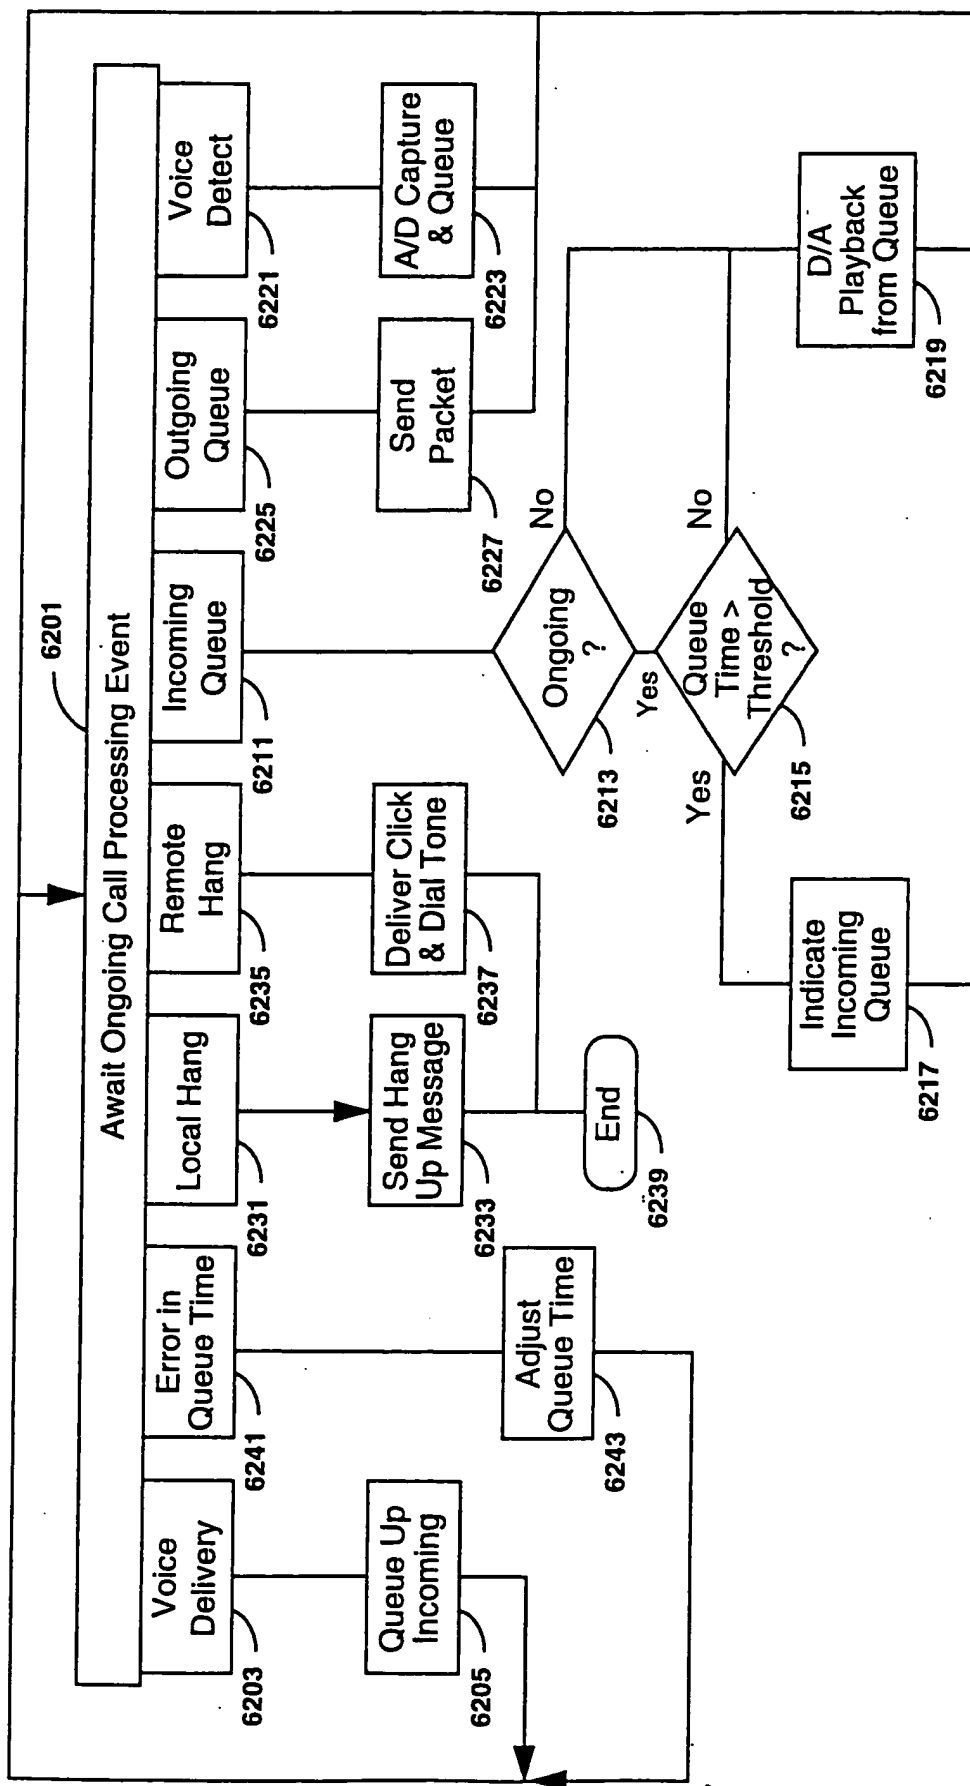 6201
Await Ongoing Call Processing Event
Voice
Delivery
6203
Error in
Queue Time
6241
Local Hang
6231
Remote
Hang
6235
Incoming
Queue
6211
Outgoing
Queue
6225
Voice
Detect
6221
Queue Up
Incoming
6205
Send Hang
Up Message
6233
Deliver Click
& Dial Tone
6237
Send
Packet
6227
A/D Capture
& Queue
6223
Adjust
Queue Time
6243
End
6239
Ongoing
?
6213
No
Yes
Queue
Time >
Threshold
?
6215
Yes
No
Indicate
Incoming
Queue
6217
D/A
Playback
from Queue
6219